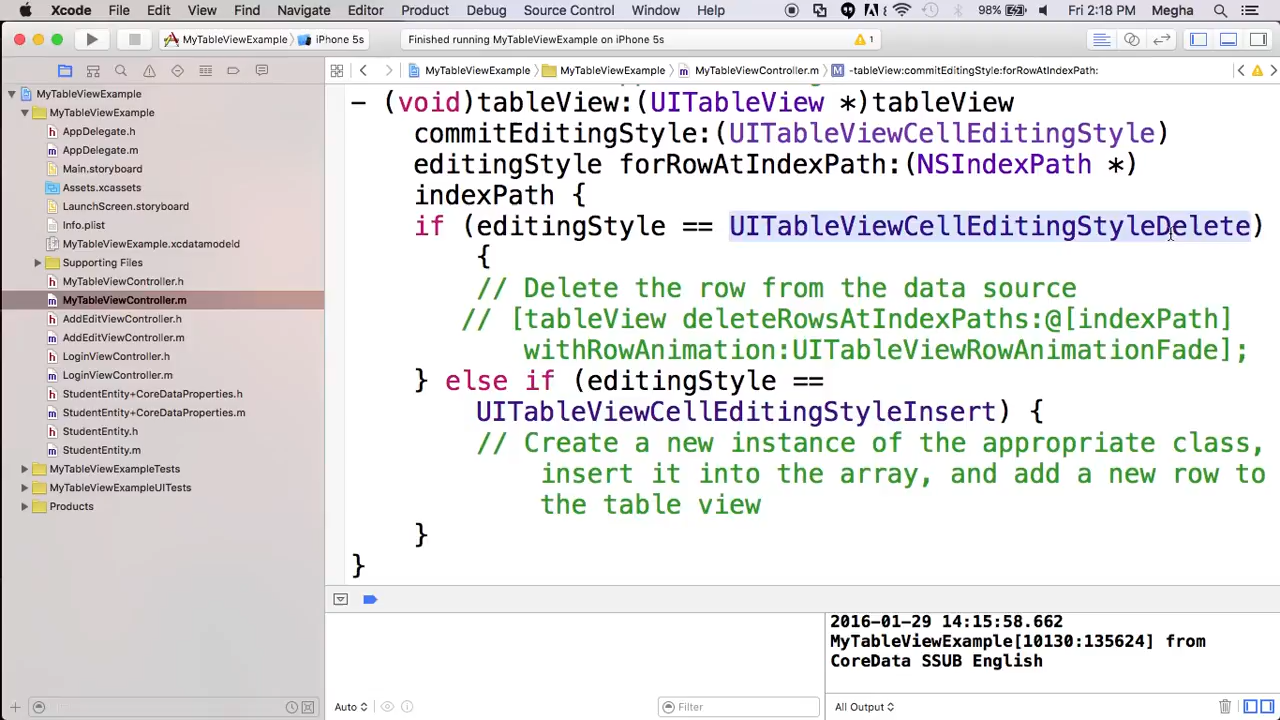 Xcode File Edit View Find Navigate Editor Product Debug Source Control Window Help 98% Fri 2:18 PM Megha
MyTableViewExample iPhone 5s Finished running MyTableViewExample on iPhone 5s 1
MyTableViewExample MyTableViewExample MyTableViewController.m -tableView:commitEditingStyle:forRowAtIndexPath:
MyTableViewExample
MyTableViewExample
AppDelegate.h
AppDelegate.m
Main.storyboard
Assets.xcassets
LaunchScreen.storyboard
Info.plist
MyTableViewExample.xcdatamodeld
Supporting Files
MyTableViewController.h
MyTableViewController.m
AddEditViewController.h
AddEditViewController.m
LoginViewController.h
LoginViewController.m
StudentEntity+CoreDataProperties.h
StudentEntity+CoreDataProperties.m
StudentEntity.h
StudentEntity.m
MyTableViewExampleTests
MyTableViewExampleUITests
Products
- (void)tableView:(UITableView *)tableView
commitEditingStyle:(UITableViewCellEditingStyle)
editingStyle forRowAtIndexPath:(NSIndexPath *)
indexPath {
if (editingStyle == UITableViewCellEditingStyleDelete)
{
// Delete the row from the data source
// [tableView deleteRowsAtIndexPaths:@[indexPath]
withRowAnimation:UITableViewRowAnimationFade];
} else if (editingStyle ==
UITableViewCellEditingStyleInsert) {
// Create a new instance of the appropriate class,
insert it into the array, and add a new row to
the table view
}
}
2016-01-29 14:15:58.662
MyTableViewExample[10130:135624] from
CoreData SSUB English
Auto Filter All Output